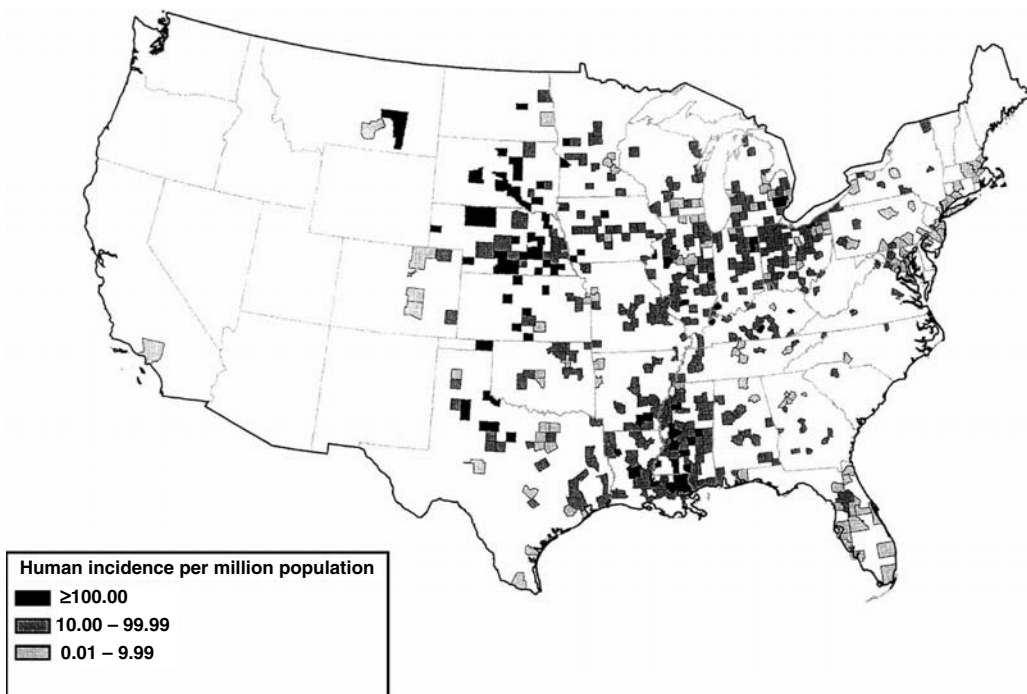 Human incidence per million population
≥100.00
10.00 – 99.99
0.01 – 9.99